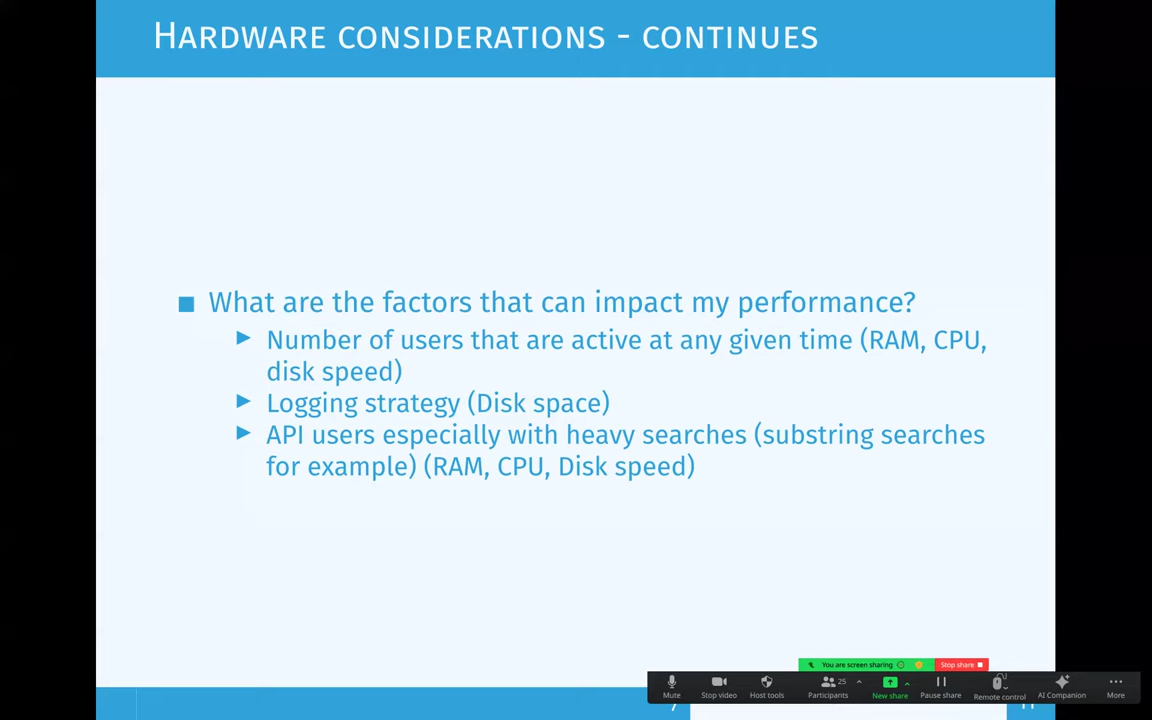 Hardware considerations - continues
■ What are the factors that can impact my performance?
► Number of users that are active at any given time (RAM, CPU,
disk speed)
► Logging strategy (Disk space)
► API users especially with heavy searches (substring searches
for example) (RAM, CPU, Disk speed)
You are screen sharing Stop share
25
Mute Stop video Host tools Participants New share Pause share Remote control AI Companion More